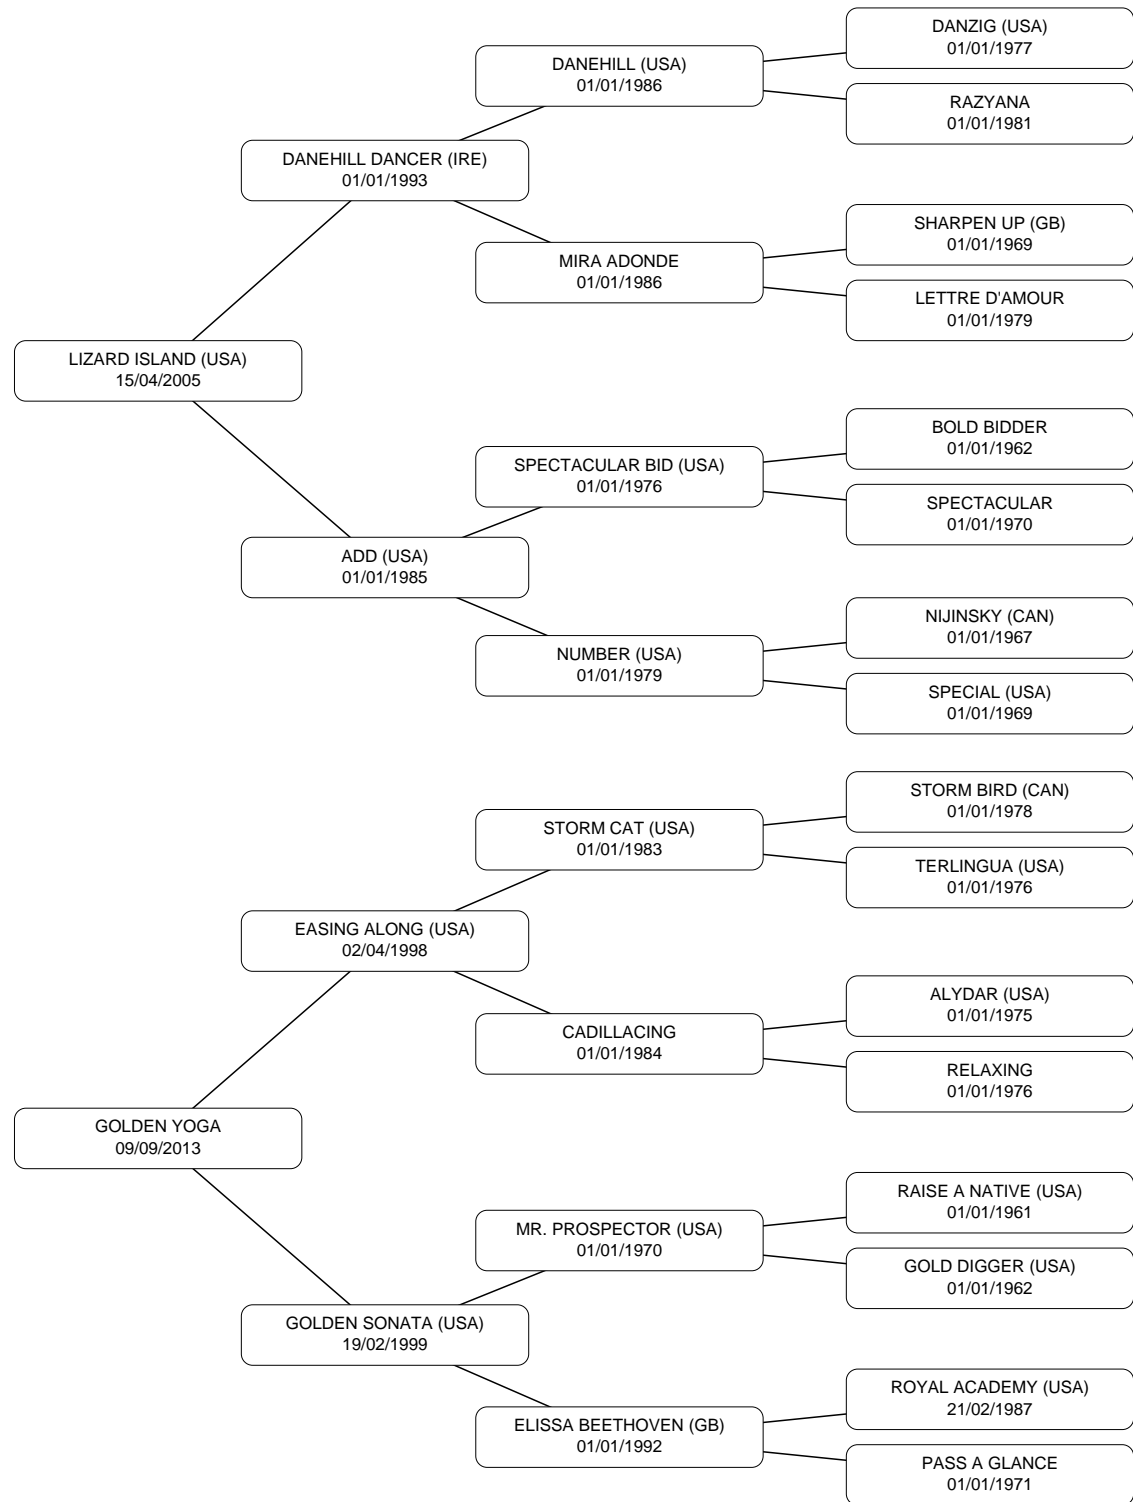 DANZIG (USA)
01/01/1977
DANEHILL (USA)
01/01/1986
RAZYANA
01/01/1981
DANEHILL DANCER (IRE)
01/01/1993
SHARPEN UP (GB)
01/01/1969
MIRA ADONDE
01/01/1986
LETTRE D'AMOUR
01/01/1979
LIZARD ISLAND (USA)
15/04/2005
BOLD BIDDER
01/01/1962
SPECTACULAR BID (USA)
01/01/1976
SPECTACULAR
01/01/1970
ADD (USA)
01/01/1985
NIJINSKY (CAN)
01/01/1967
NUMBER (USA)
01/01/1979
SPECIAL (USA)
01/01/1969
STORM BIRD (CAN)
01/01/1978
STORM CAT (USA)
01/01/1983
TERLINGUA (USA)
01/01/1976
EASING ALONG (USA)
02/04/1998
ALYDAR (USA)
01/01/1975
CADILLACING
01/01/1984
RELAXING
01/01/1976
GOLDEN YOGA
09/09/2013
RAISE A NATIVE (USA)
01/01/1961
MR. PROSPECTOR (USA)
01/01/1970
GOLD DIGGER (USA)
01/01/1962
GOLDEN SONATA (USA)
19/02/1999
ROYAL ACADEMY (USA)
21/02/1987
ELISSA BEETHOVEN (GB)
01/01/1992
PASS A GLANCE
01/01/1971